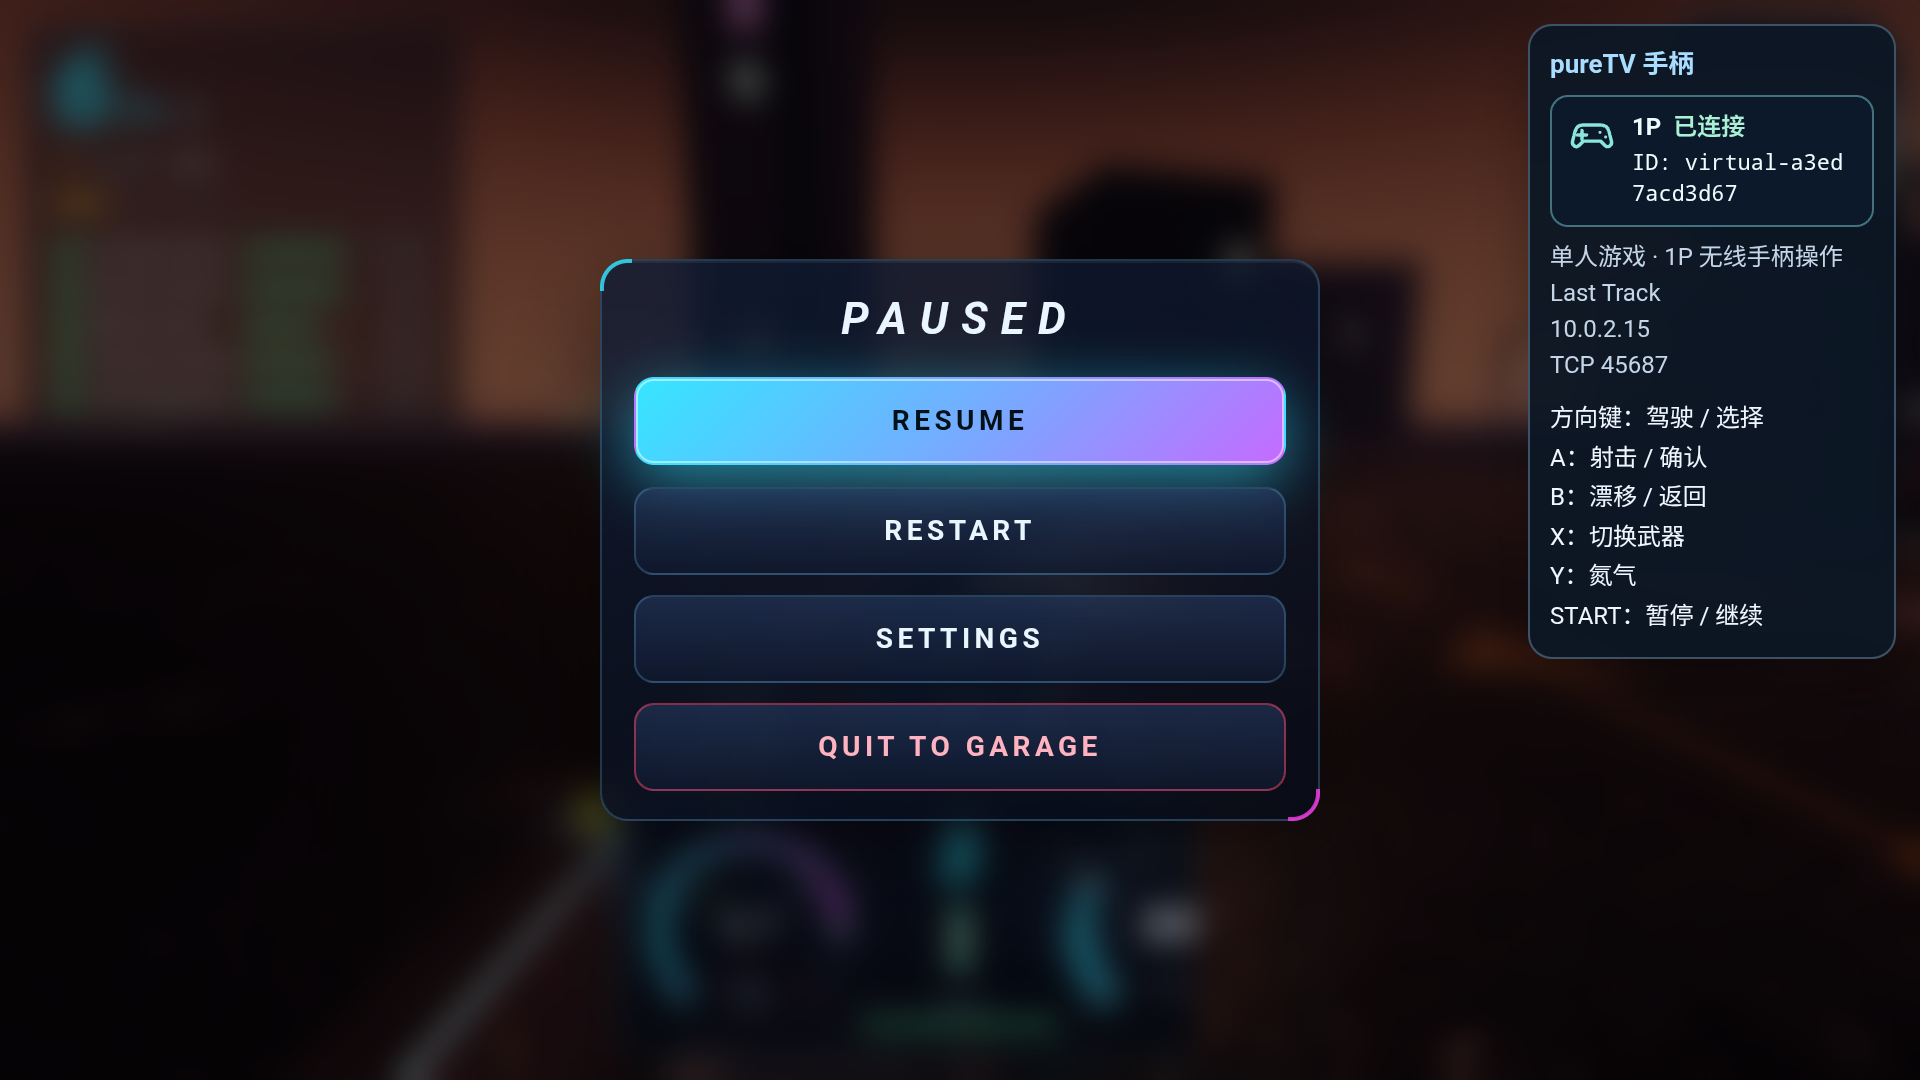 PAUSED
RESUME
RESTART
SETTINGS
QUIT TO GARAGE
pureTV 手柄
1P 已连接
ID: virtual-a3ed
7acd3d67
单人游戏 · 1P 无线手柄操作
Last Track
10.0.2.15
TCP 45687
方向键：驾驶 / 选择
A：射击 / 确认
B：漂移 / 返回
X：切换武器
Y：氮气
START：暂停 / 继续